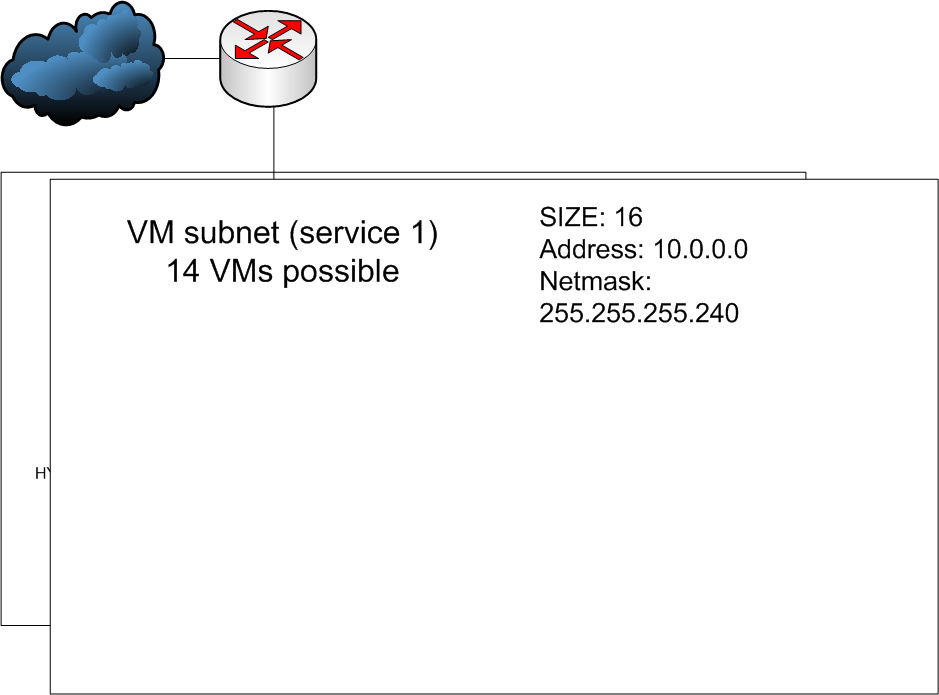 VM subnet (service 1)
14 VMs possible
SIZE: 16
Address: 10.0.0.0
Netmask:
255.255.255.240